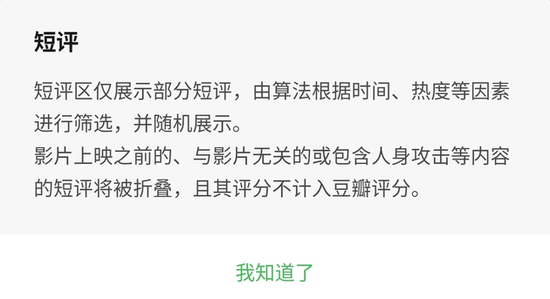 短评
短评区仅展示部分短评，由算法根据时间、热度等因素
进行筛选，并随机展示。
影片上映之前的、与影片无关的或包含人身攻击等内容
的短评将被折叠，且其评分不计入豆瓣评分。
我知道了